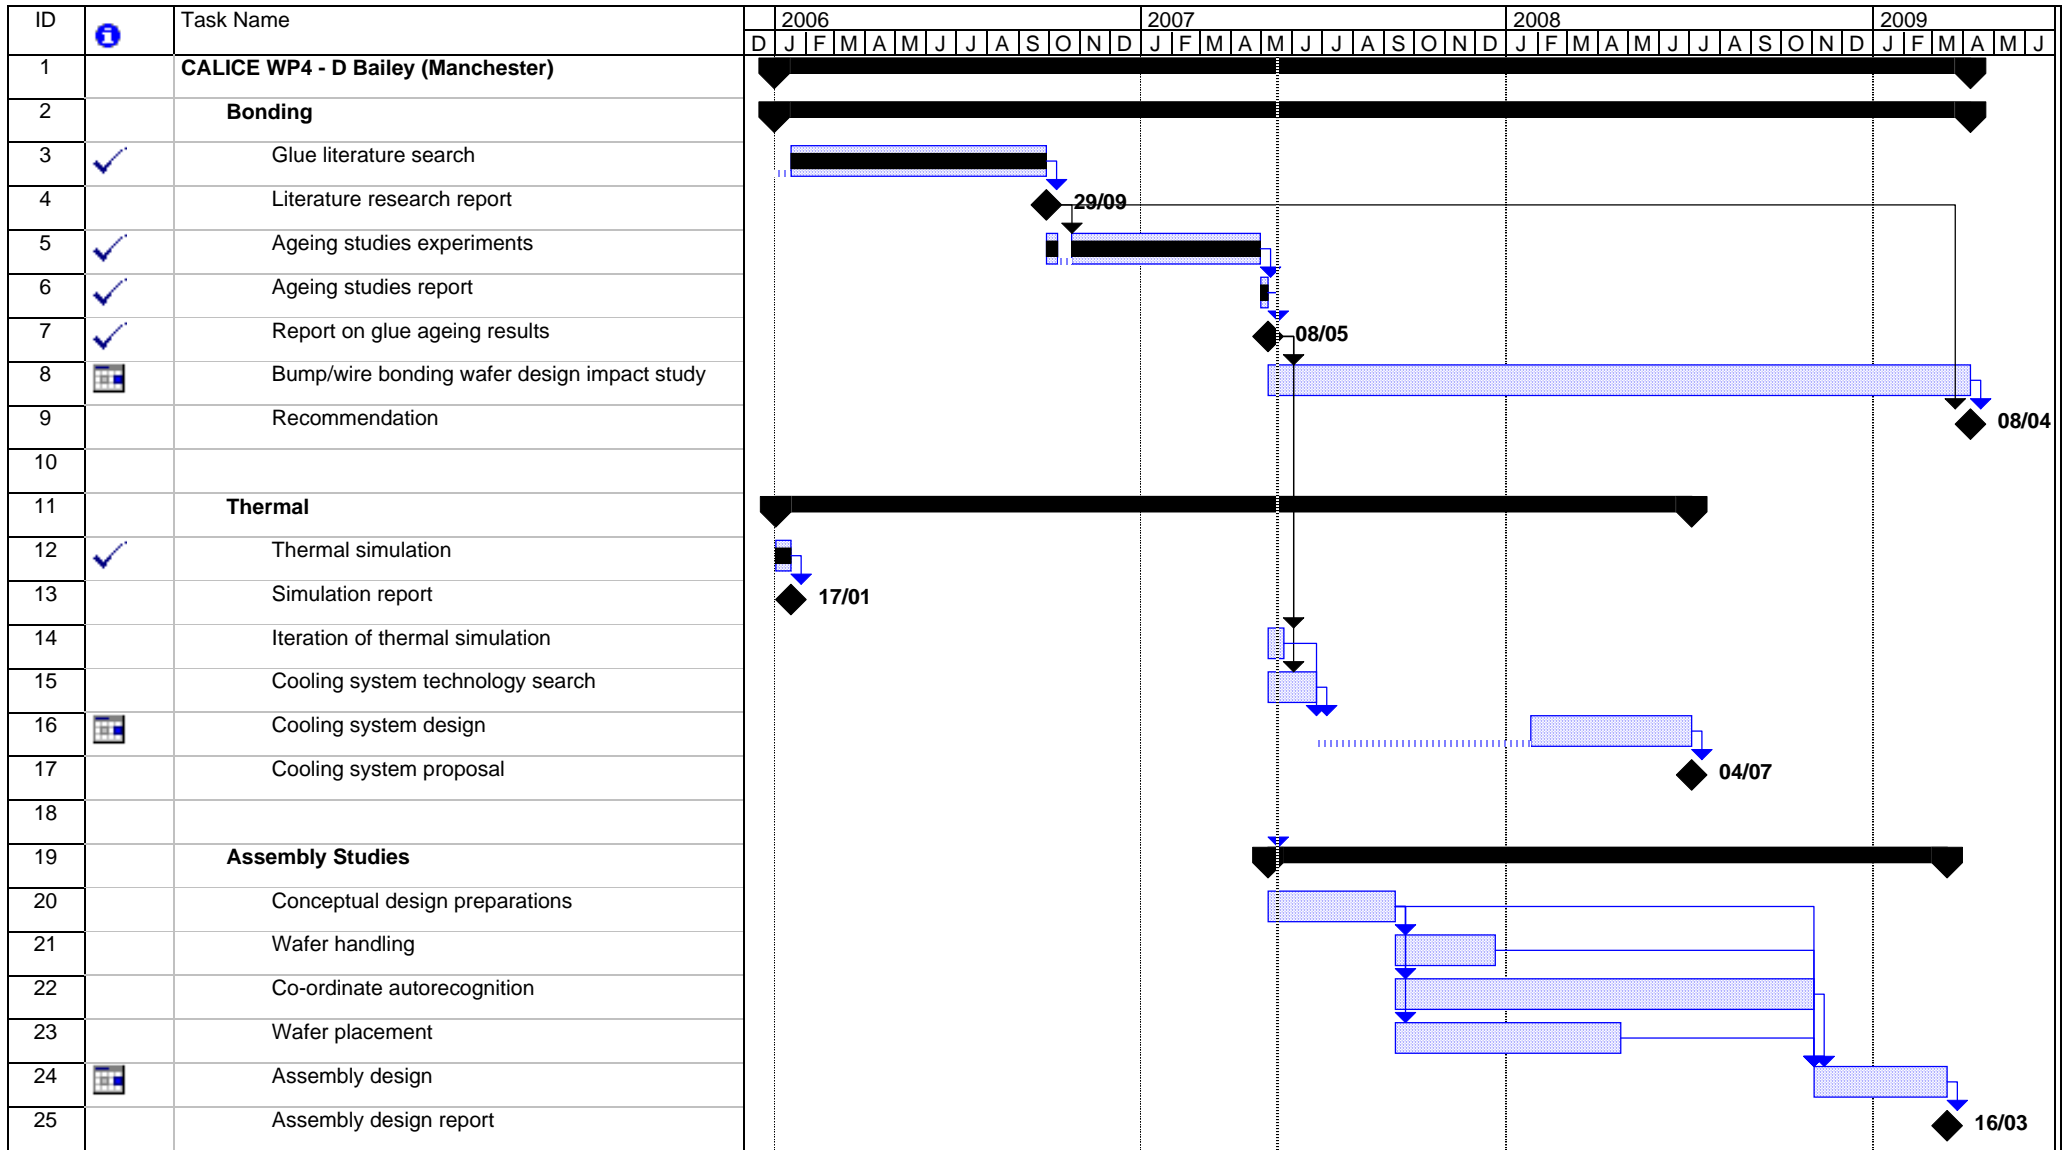 ID Task Name 2006 2007 2008 2009
D J F M A M J J A S O N D J F M A M J J A S O N D J F M A M J J A S O N D J F M A M J
1 CALICE WP4 - D Bailey (Manchester)
2 Bonding
3 Glue literature search
4 Literature research report 29/09
5 Ageing studies experiments
6 Ageing studies report
7 Report on glue ageing results 08/05
8 Bump/wire bonding wafer design impact study
9 Recommendation 08/04
10
11 Thermal
12 Thermal simulation
13 Simulation report 17/01
14 Iteration of thermal simulation
15 Cooling system technology search
16 Cooling system design
17 Cooling system proposal 04/07
18
19 Assembly Studies
20 Conceptual design preparations
21 Wafer handling
22 Co-ordinate autorecognition
23 Wafer placement
24 Assembly design
25 Assembly design report 16/03